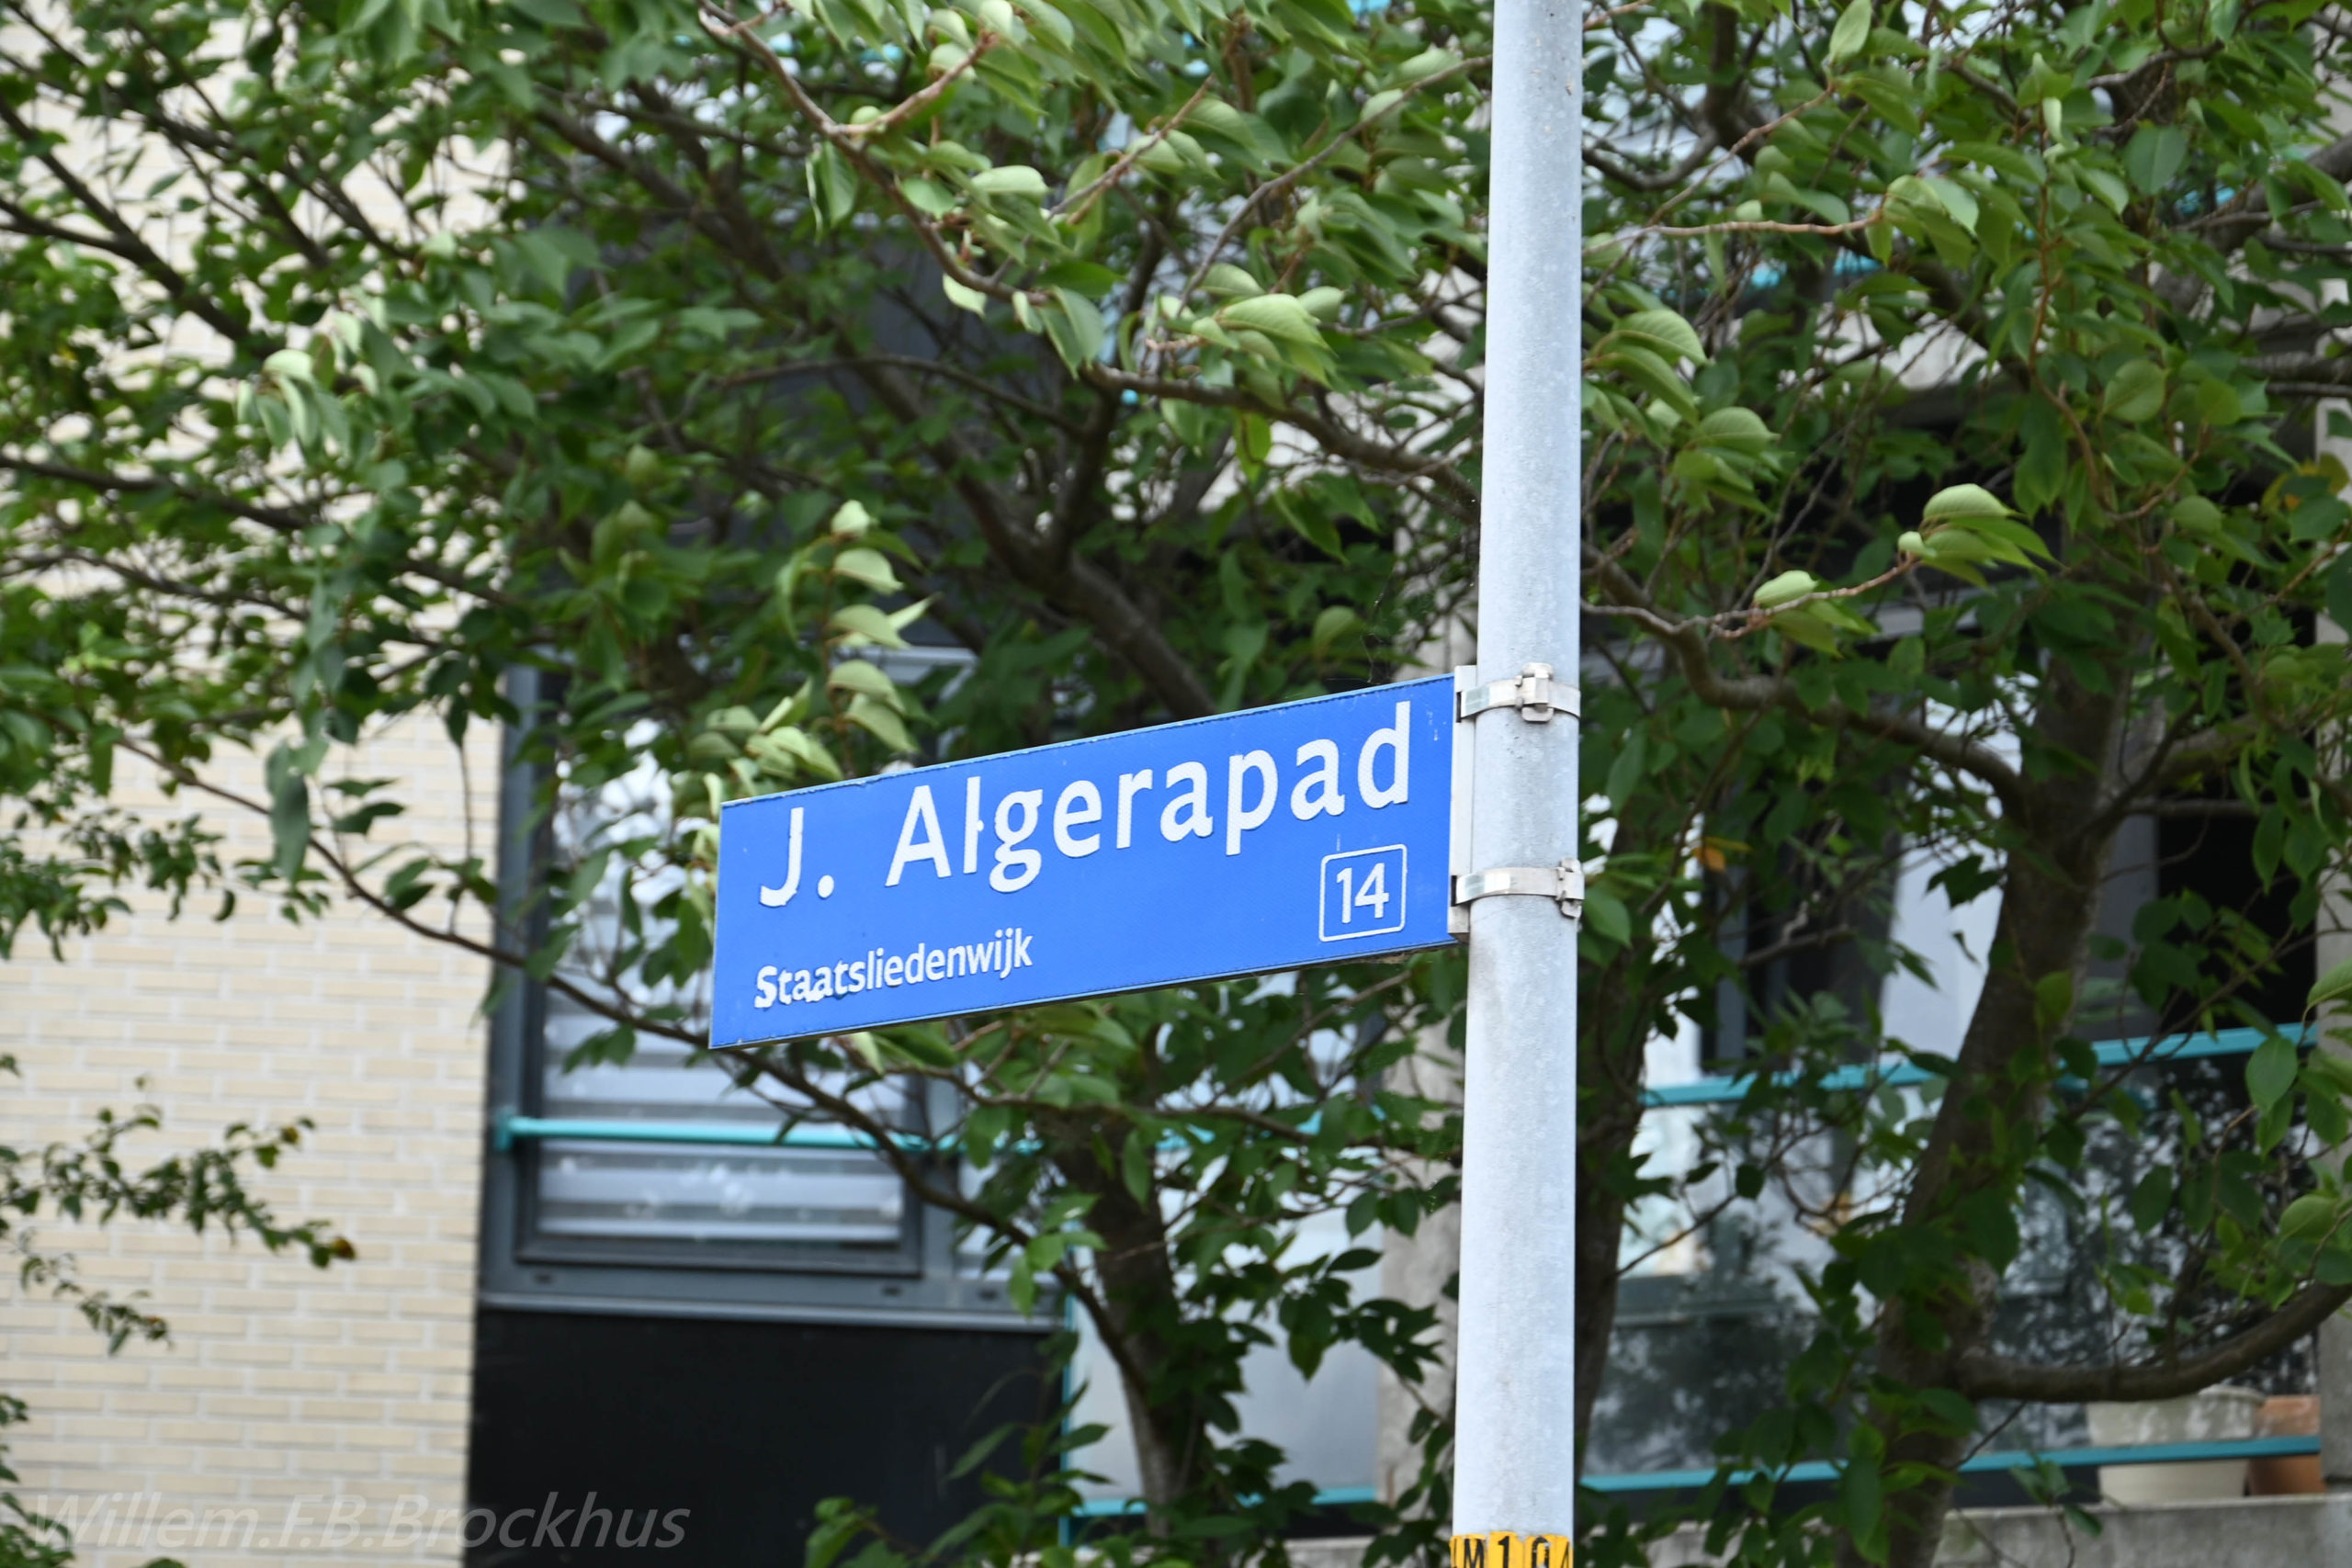 J. Algerapad
14
Staatsliedenwijk
Willem.F.B.Brockhus